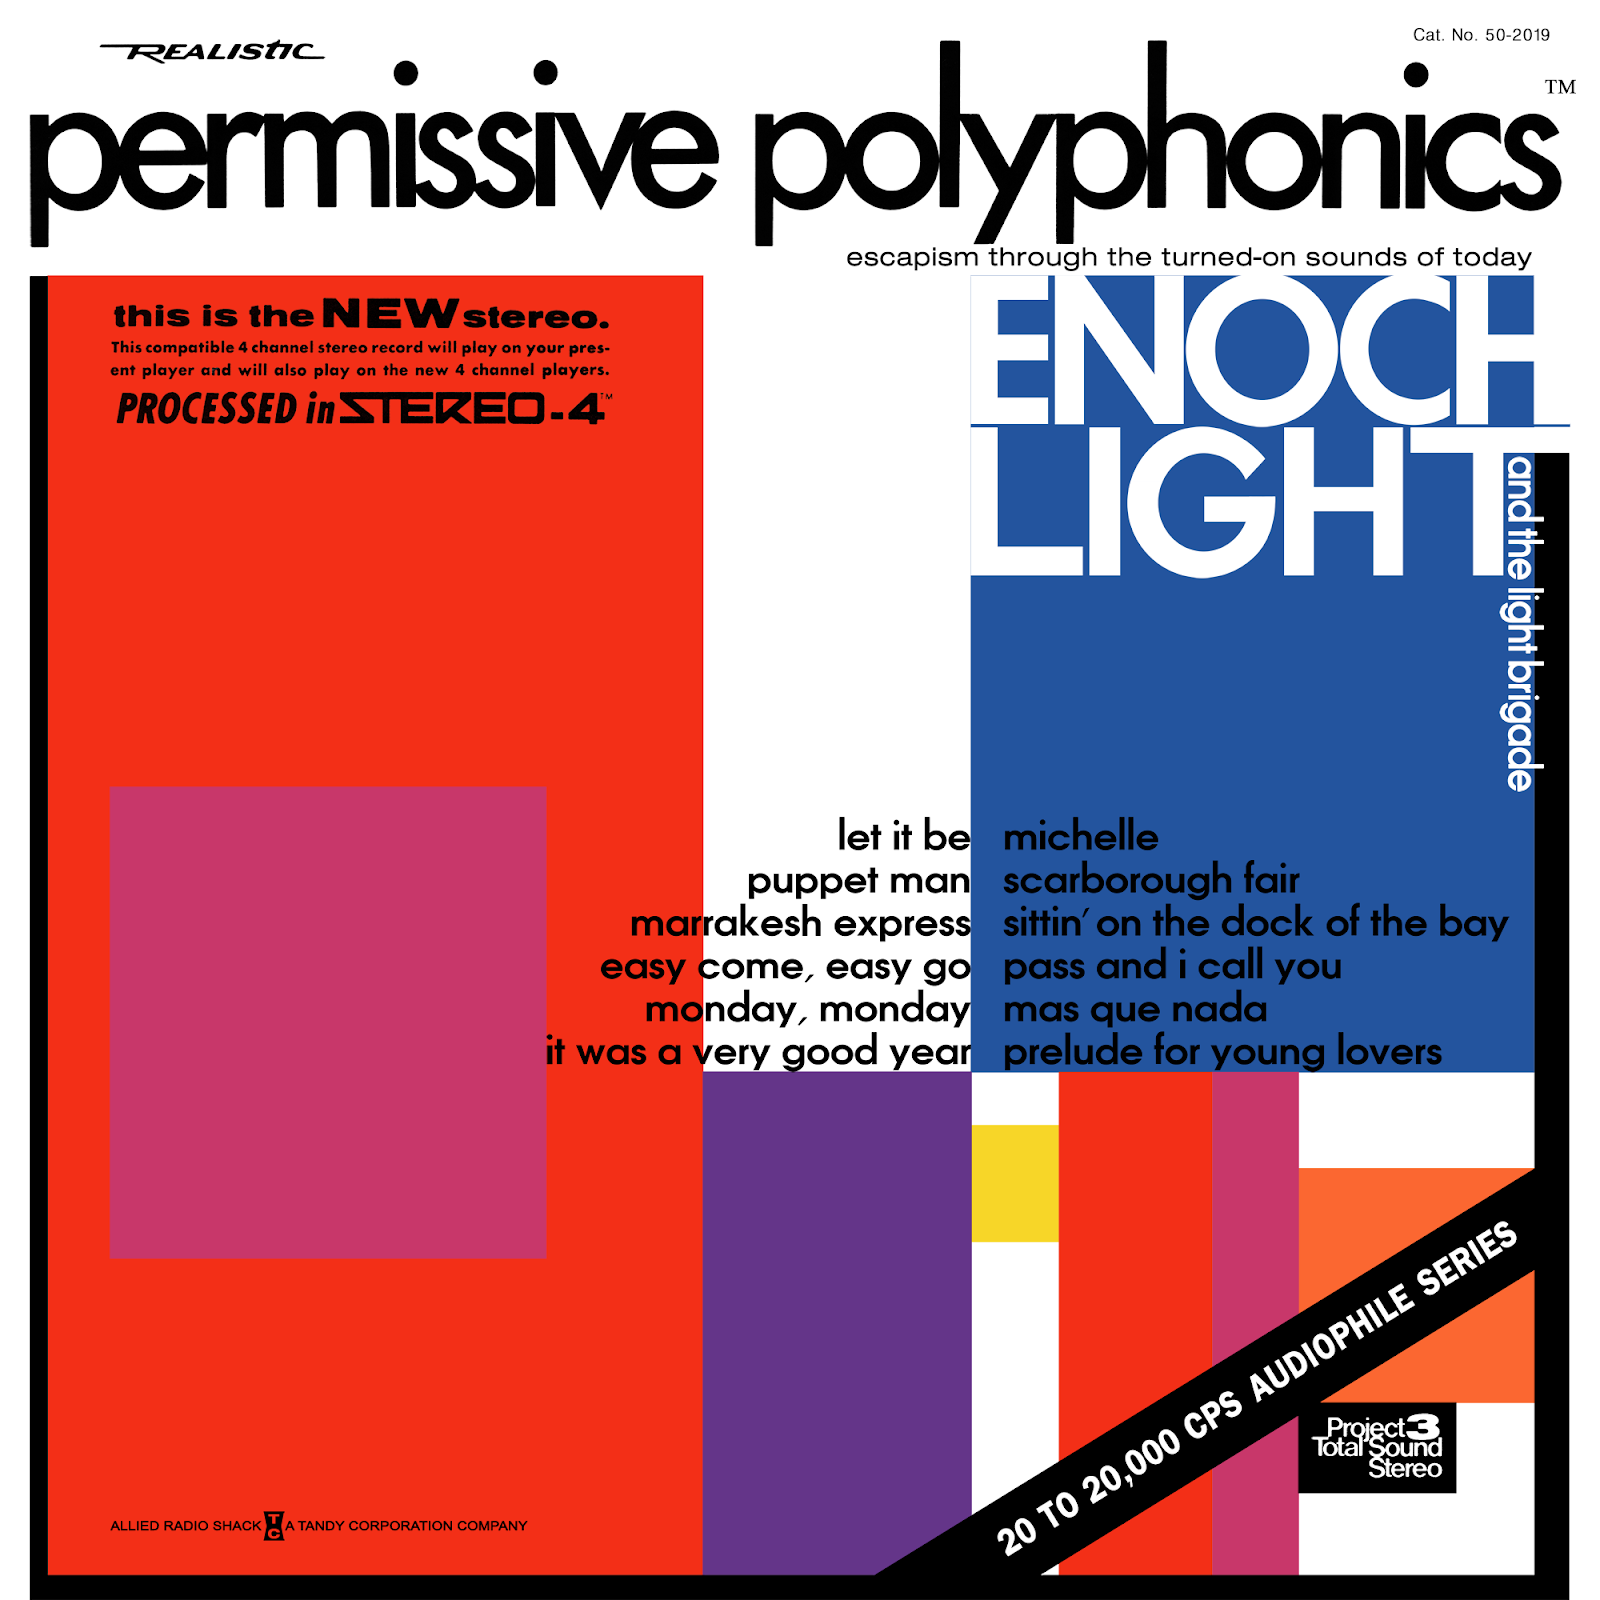 REALISTIC
Cat. No. 50-2019
permissive polyphonics™
escapism through the turned-on sounds of today
this is the NEW stereo.
This compatible 4 channel stereo record will play on your pres-
ent player and will also play on the new 4 channel players.
PROCESSED in STEREO-4™
ENOCH
LIGHT
and the light brigade
let it be
puppet man
marrakesh express
easy come, easy go
monday, monday
it was a very good year
michelle
scarborough fair
sittin’ on the dock of the bay
pass and i call you
mas que nada
prelude for young lovers
20 TO 20,000 CPS AUDIOPHILE SERIES
Project 3
Total Sound
Stereo
ALLIED RADIO SHACK TC A TANDY CORPORATION COMPANY